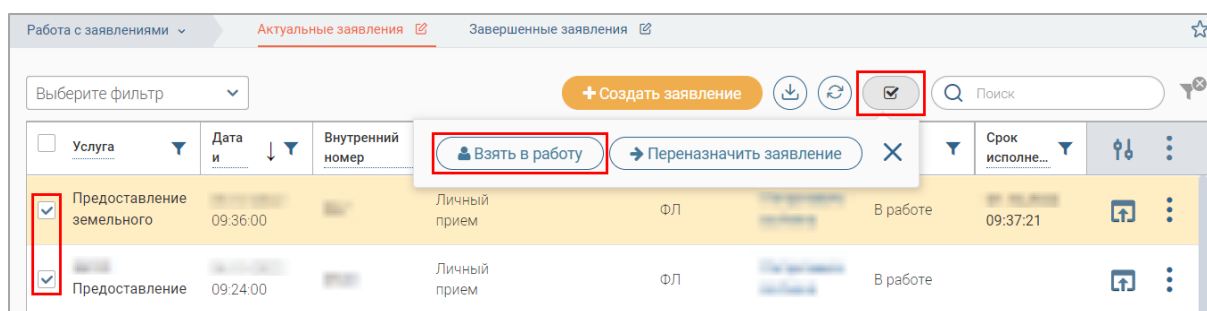 Работа с заявлениями
Актуальные заявления
Завершенные заявления
Выберите фильтр
+ Создать заявление
Поиск
Услуга
Дата
и
Внутренний
номер
Взять в работу
Переназначить заявление
Срок
исполне...
Предоставление
земельного
09:36:00
Личный
прием
ФЛ
В работе
09:37:21
Предоставление
09:24:00
Личный
прием
ФЛ
В работе